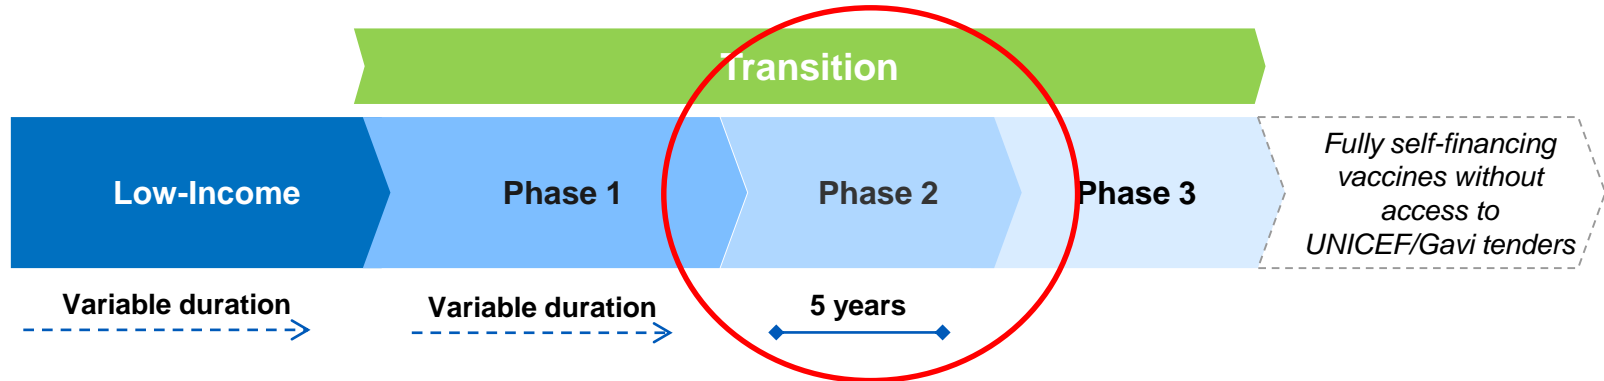 Transition
Low-Income
Phase 1
Phase 2
Phase 3
Fully self-financing
vaccines without
access to
UNICEF/Gavi tenders
Variable duration
Variable duration
5 years